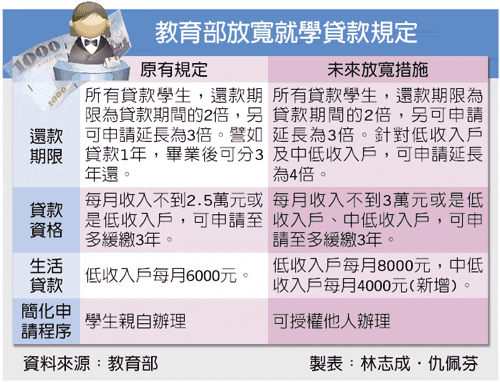 教育部放寬就學貸款規定
1000
原有規定
未來放寬措施
還款
期限
所有貸款學生，還款期
限為貸款期間的2倍，另
可申請延長為3倍。譬如
貸款1年，畢業後可分3
年還。
所有貸款學生，還款期限為
貸款期間的2倍，另可申請
延長為3倍。針對低收入戶
及中低收入戶，可申請延長
為4倍。
貸款
資格
每月收入不到2.5萬元或
是低收入戶，可申請至
多緩繳3年。
每月收入不到3萬元或是低
收入戶、中低收入戶，可申
請至多緩繳3年。
生活
貸款
低收入戶每月6000元。
低收入戶每月8000元，中低
收入戶每月4000元(新增)。
簡化申
請程序
學生親自辦理
可授權他人辦理
資料來源：教育部
製表：林志成·仇佩芬